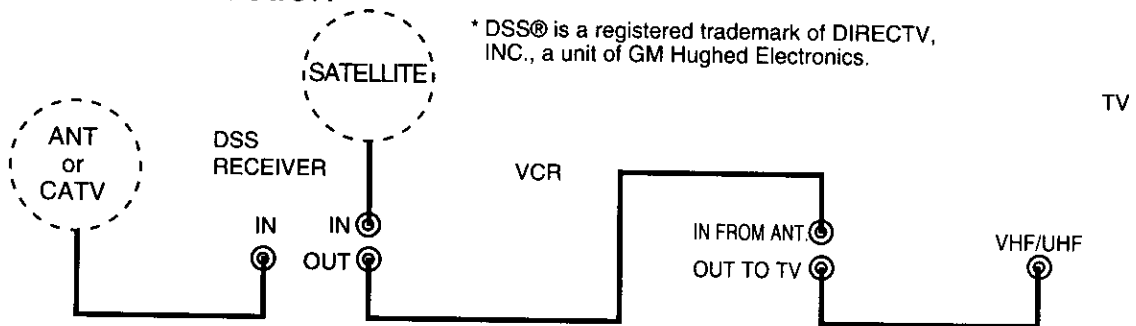 * DSS® is a registered trademark of DIRECTV,
INC., a unit of GM Hughed Electronics.
SATELLITE
TV
ANT
or
CATV
DSS
RECEIVER
VCR
IN
IN
OUT
IN FROM ANT.
OUT TO TV
VHF/UHF